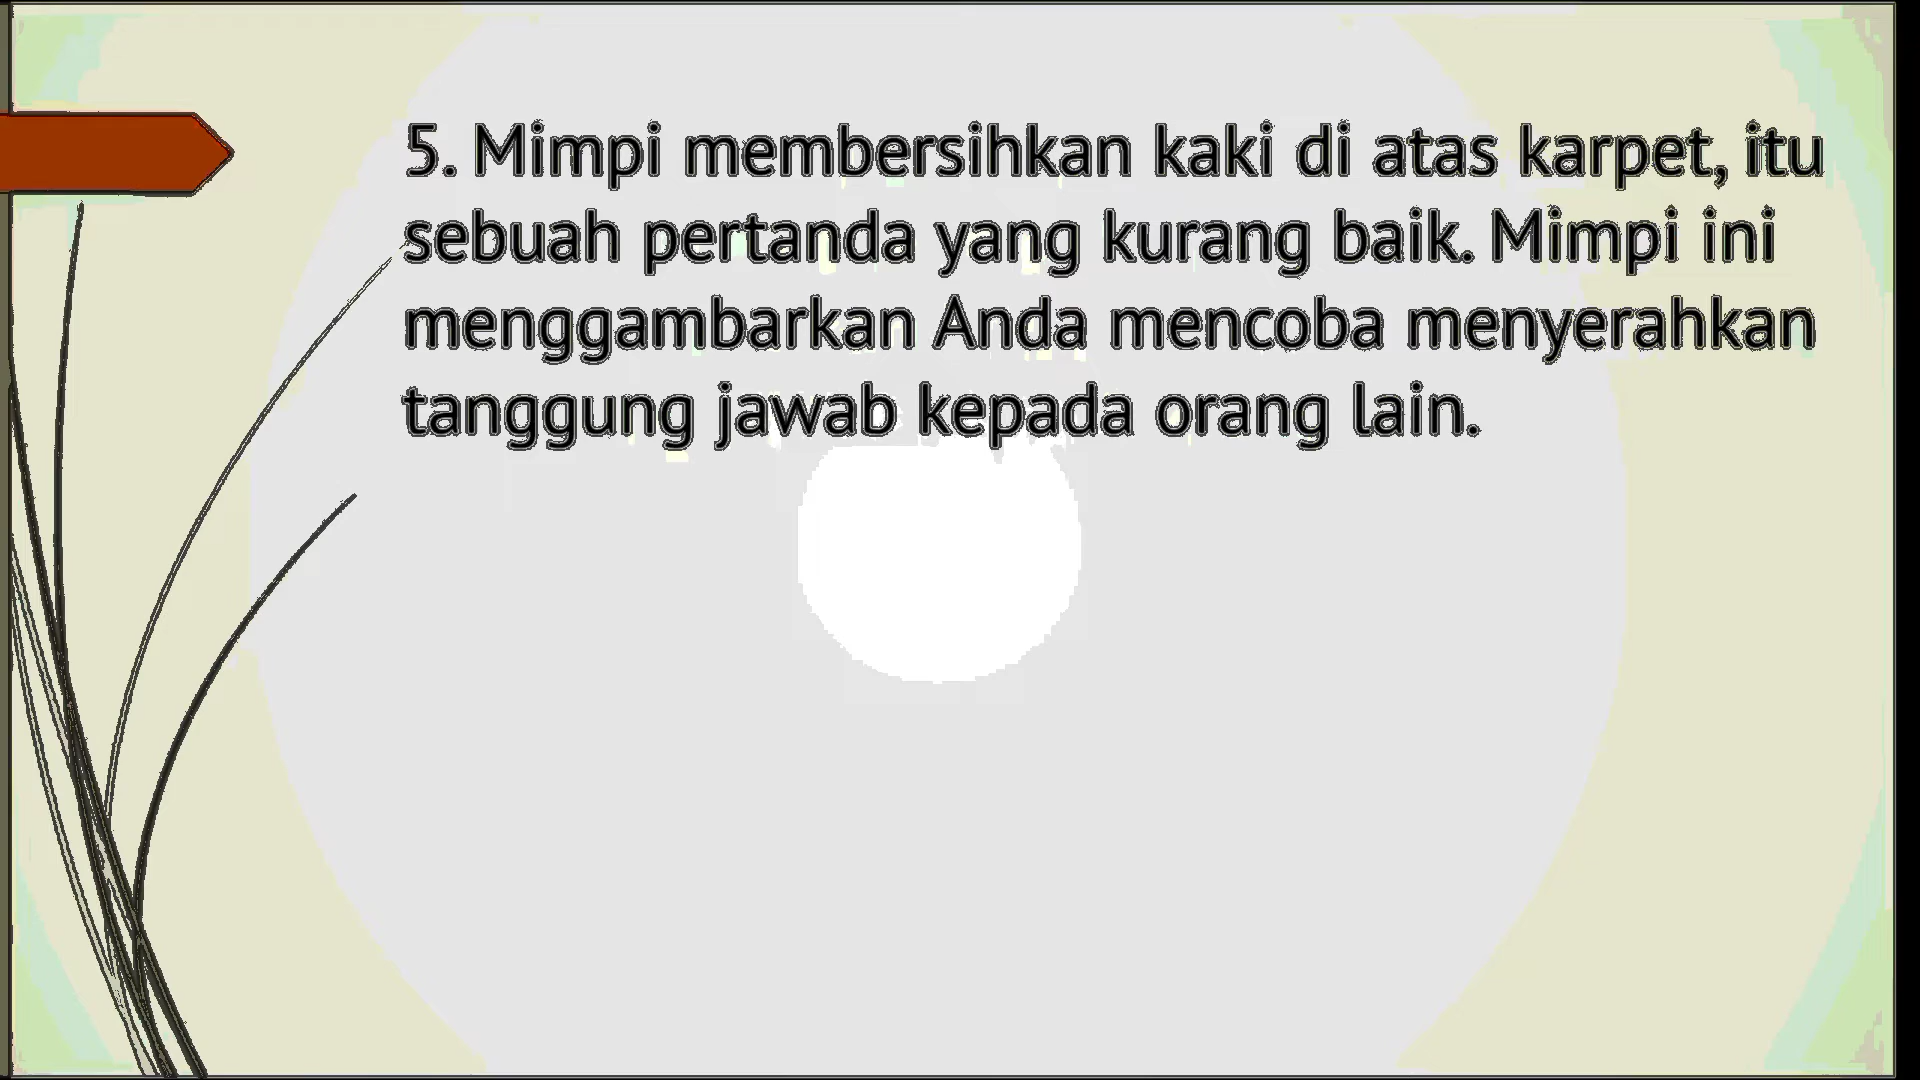 5. Mimpi membersihkan kaki di atas karpet, itu
sebuah pertanda yang kurang baik. Mimpi ini
menggambarkan Anda mencoba menyerahkan
tanggung jawab kepada orang lain.